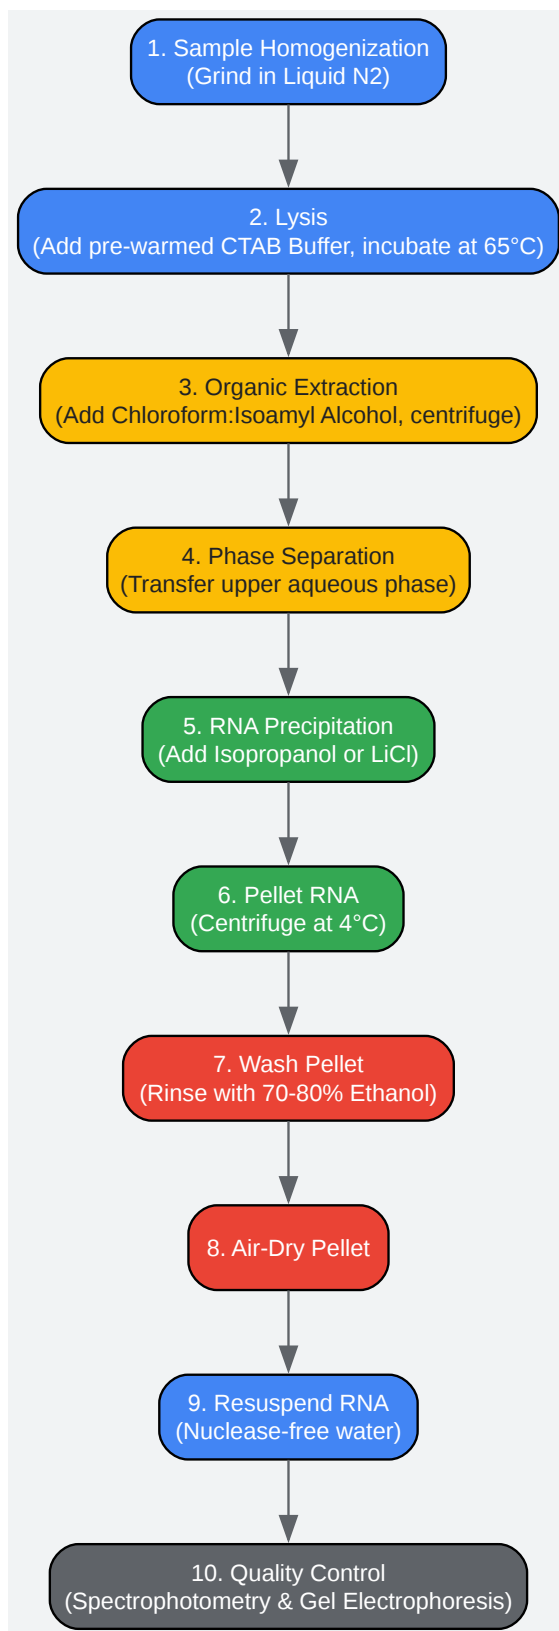 1. Sample Homogenization
(Grind in Liquid N2)
2. Lysis
(Add pre-warmed CTAB Buffer, incubate at 65°C)
3. Organic Extraction
(Add Chloroform:Isoamyl Alcohol, centrifuge)
4. Phase Separation
(Transfer upper aqueous phase)
5. RNA Precipitation
(Add Isopropanol or LiCl)
6. Pellet RNA
(Centrifuge at 4°C)
7. Wash Pellet
(Rinse with 70-80% Ethanol)
8. Air-Dry Pellet
9. Resuspend RNA
(Nuclease-free water)
10. Quality Control
(Spectrophotometry & Gel Electrophoresis)